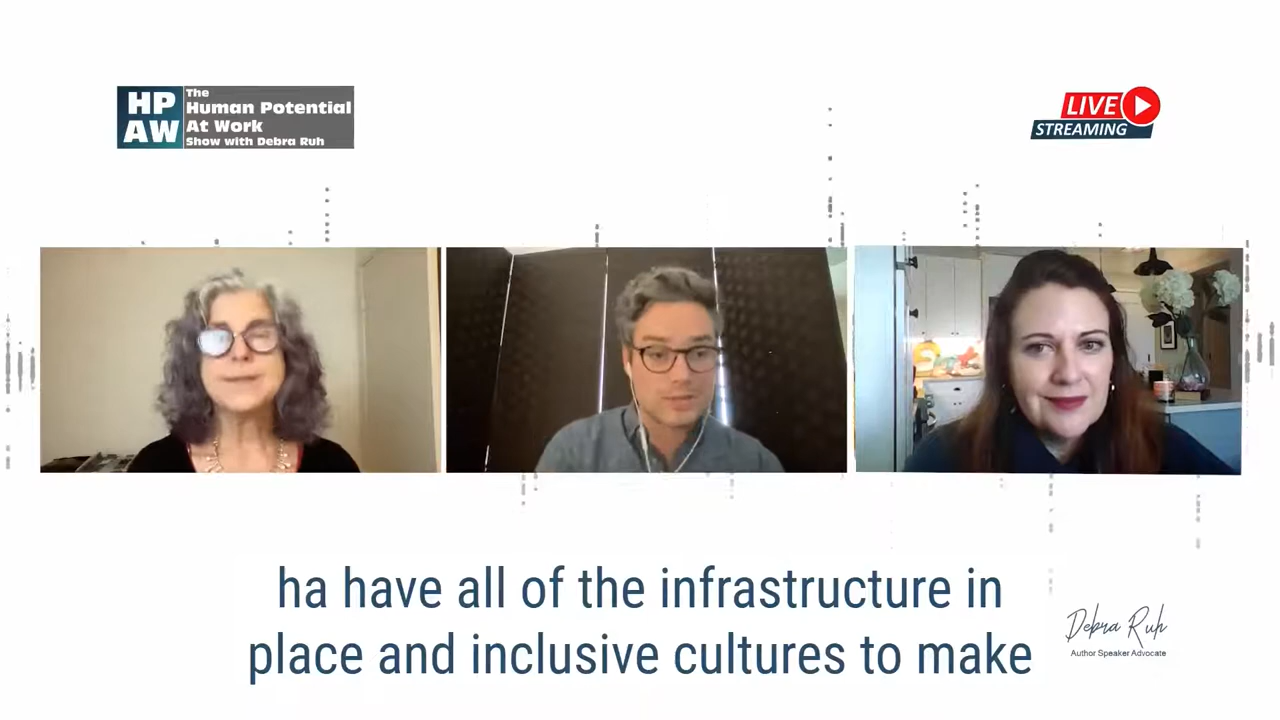 HP
AW
The
Human Potential
At Work
Show with Debra Ruh
LIVE
STREAMING
ha have all of the infrastructure in
place and inclusive cultures to make
Debra Ruh
Author Speaker Advocate